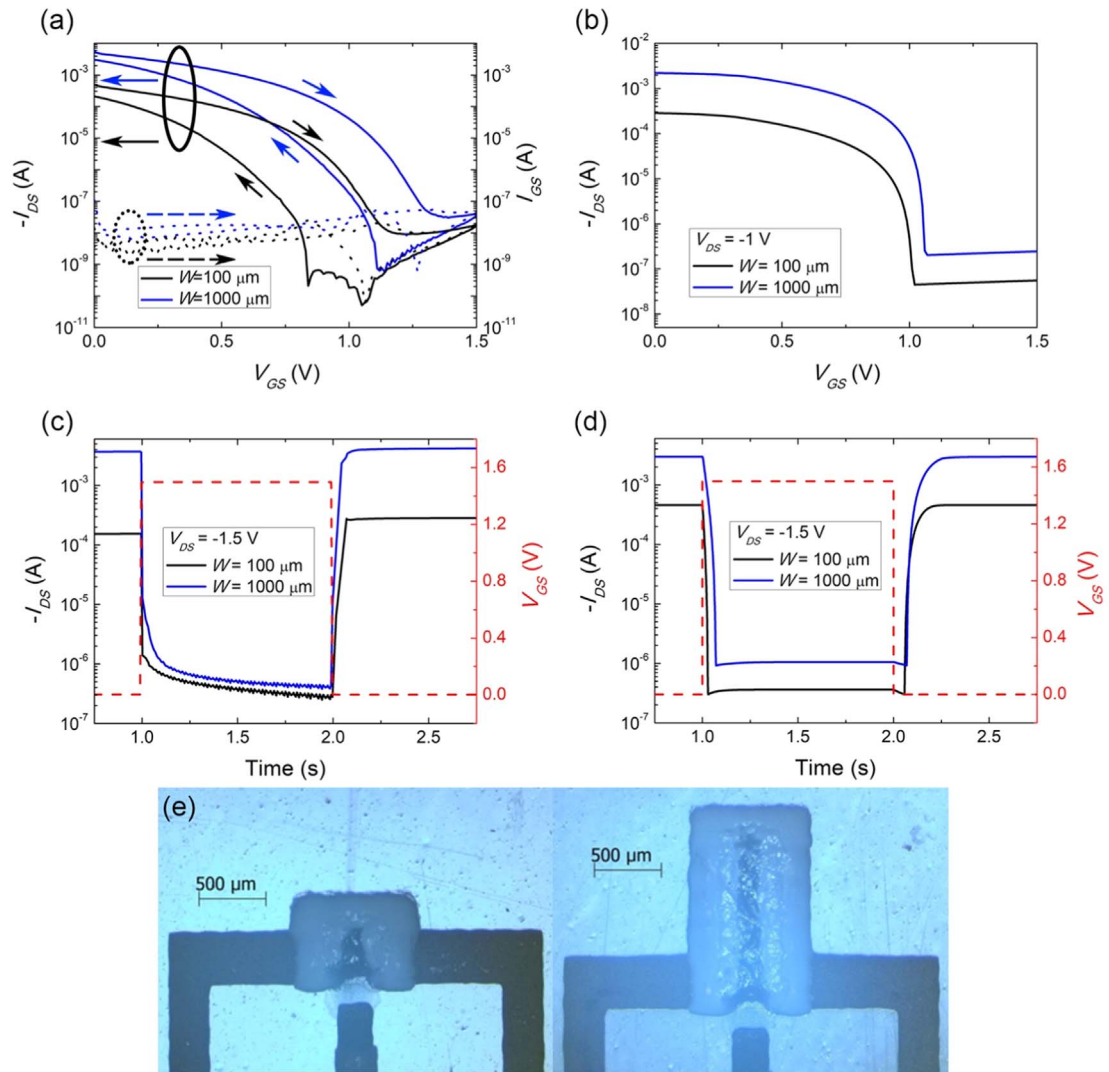 (a)
10⁻³
10⁻⁵
10⁻⁷
10⁻⁹
10⁻¹¹
-I_DS (A)
10⁻³
10⁻⁵
10⁻⁷
10⁻⁹
10⁻¹¹
I_GS (A)
W=100 μm
W=1000 μm
0.0 0.5 1.0 1.5
V_GS (V)
(b)
10⁻²
10⁻³
10⁻⁴
10⁻⁵
10⁻⁶
10⁻⁷
10⁻⁸
-I_DS (A)
V_DS = -1 V
W = 100 μm
W = 1000 μm
0.0 0.5 1.0 1.5
V_GS (V)
(c)
10⁻³
10⁻⁴
10⁻⁵
10⁻⁶
10⁻⁷
-I_DS (A)
V_DS = -1.5 V
W = 100 μm
W = 1000 μm
1.6
1.2
0.8
0.4
0.0
V_GS (V)
1.0 1.5 2.0 2.5
Time (s)
(d)
10⁻³
10⁻⁴
10⁻⁵
10⁻⁶
10⁻⁷
-I_DS (A)
V_DS = -1.5 V
W = 100 μm
W = 1000 μm
1.6
1.2
0.8
0.4
0.0
V_GS (V)
1.0 1.5 2.0 2.5
Time (s)
(e)
500 μm
500 μm